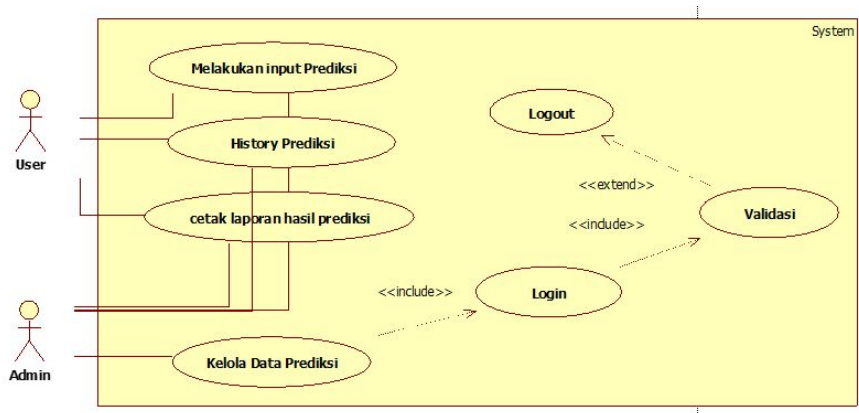 System
Melakukan input Prediksi
Logout
History Prediksi
User
<<extend>>
cetak laporan hasil prediksi
Validasi
<<include>>
<<include>>
Login
Kelola Data Prediksi
Admin